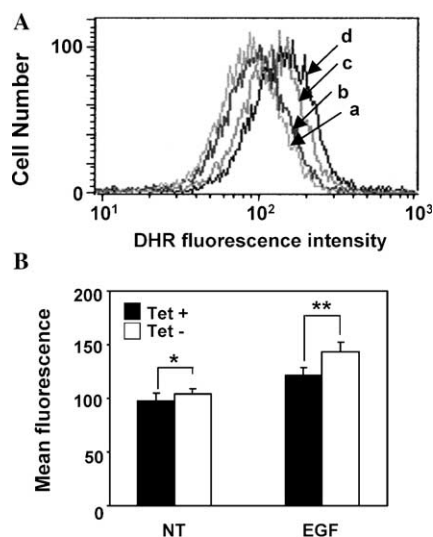 A
100
Cell Number
0
d
c
b
a
10¹ 10² 10³
DHR fluorescence intensity
B
200
150
100
50
0
Mean fluorescence
Tet +
Tet -
*
**
NT EGF